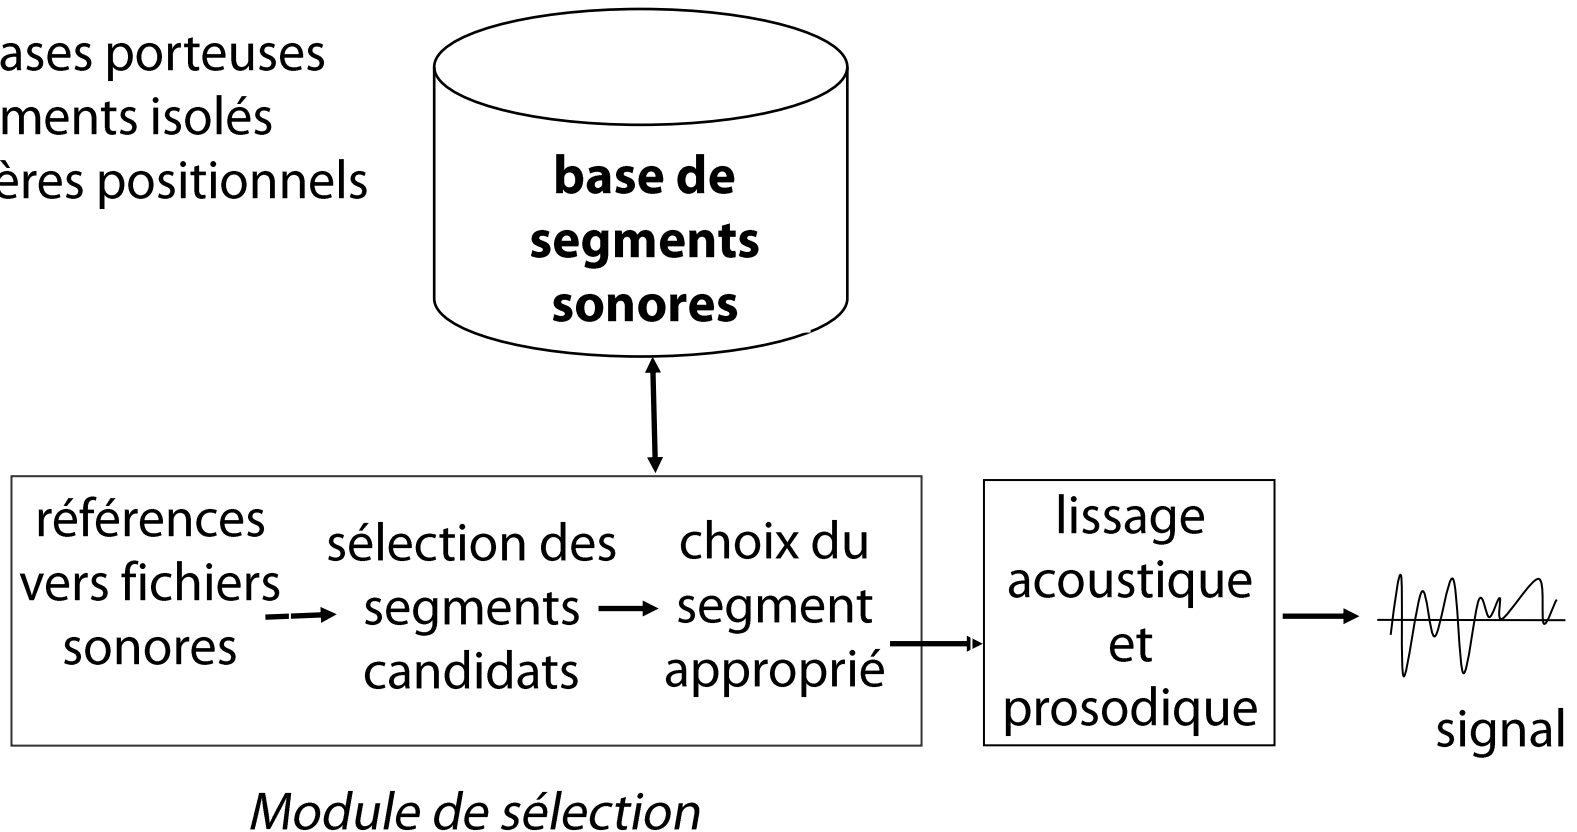 ases porteuses
ments isolés
ères positionnels
base de
segments
sonores
références
vers fichiers
sonores
sélection des
segments
candidats
choix du
segment
approprié
lissage
acoustique
et
prosodique
signal
Module de sélection